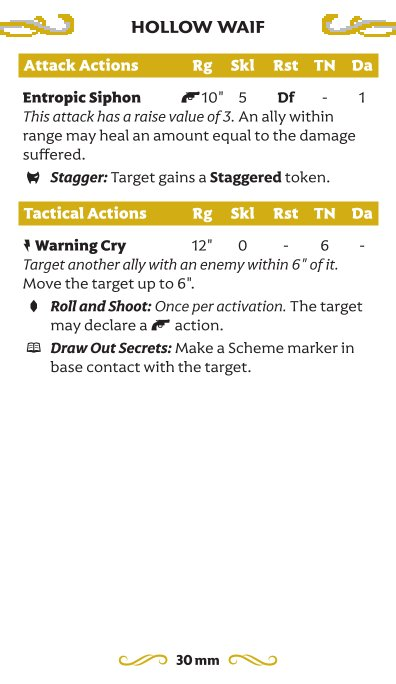 HOLLOW WAIF
Attack Actions Rg Skl Rst TN Da
Entropic Siphon 10" 5 Df - 1
This attack has a raise value of 3. An ally within
range may heal an amount equal to the damage
suffered.
Stagger: Target gains a Staggered token.
Tactical Actions Rg Skl Rst TN Da
Warning Cry 12" 0 - 6 -
Target another ally with an enemy within 6" of it.
Move the target up to 6".
Roll and Shoot: Once per activation. The target
may declare a action.
Draw Out Secrets: Make a Scheme marker in
base contact with the target.
30 mm